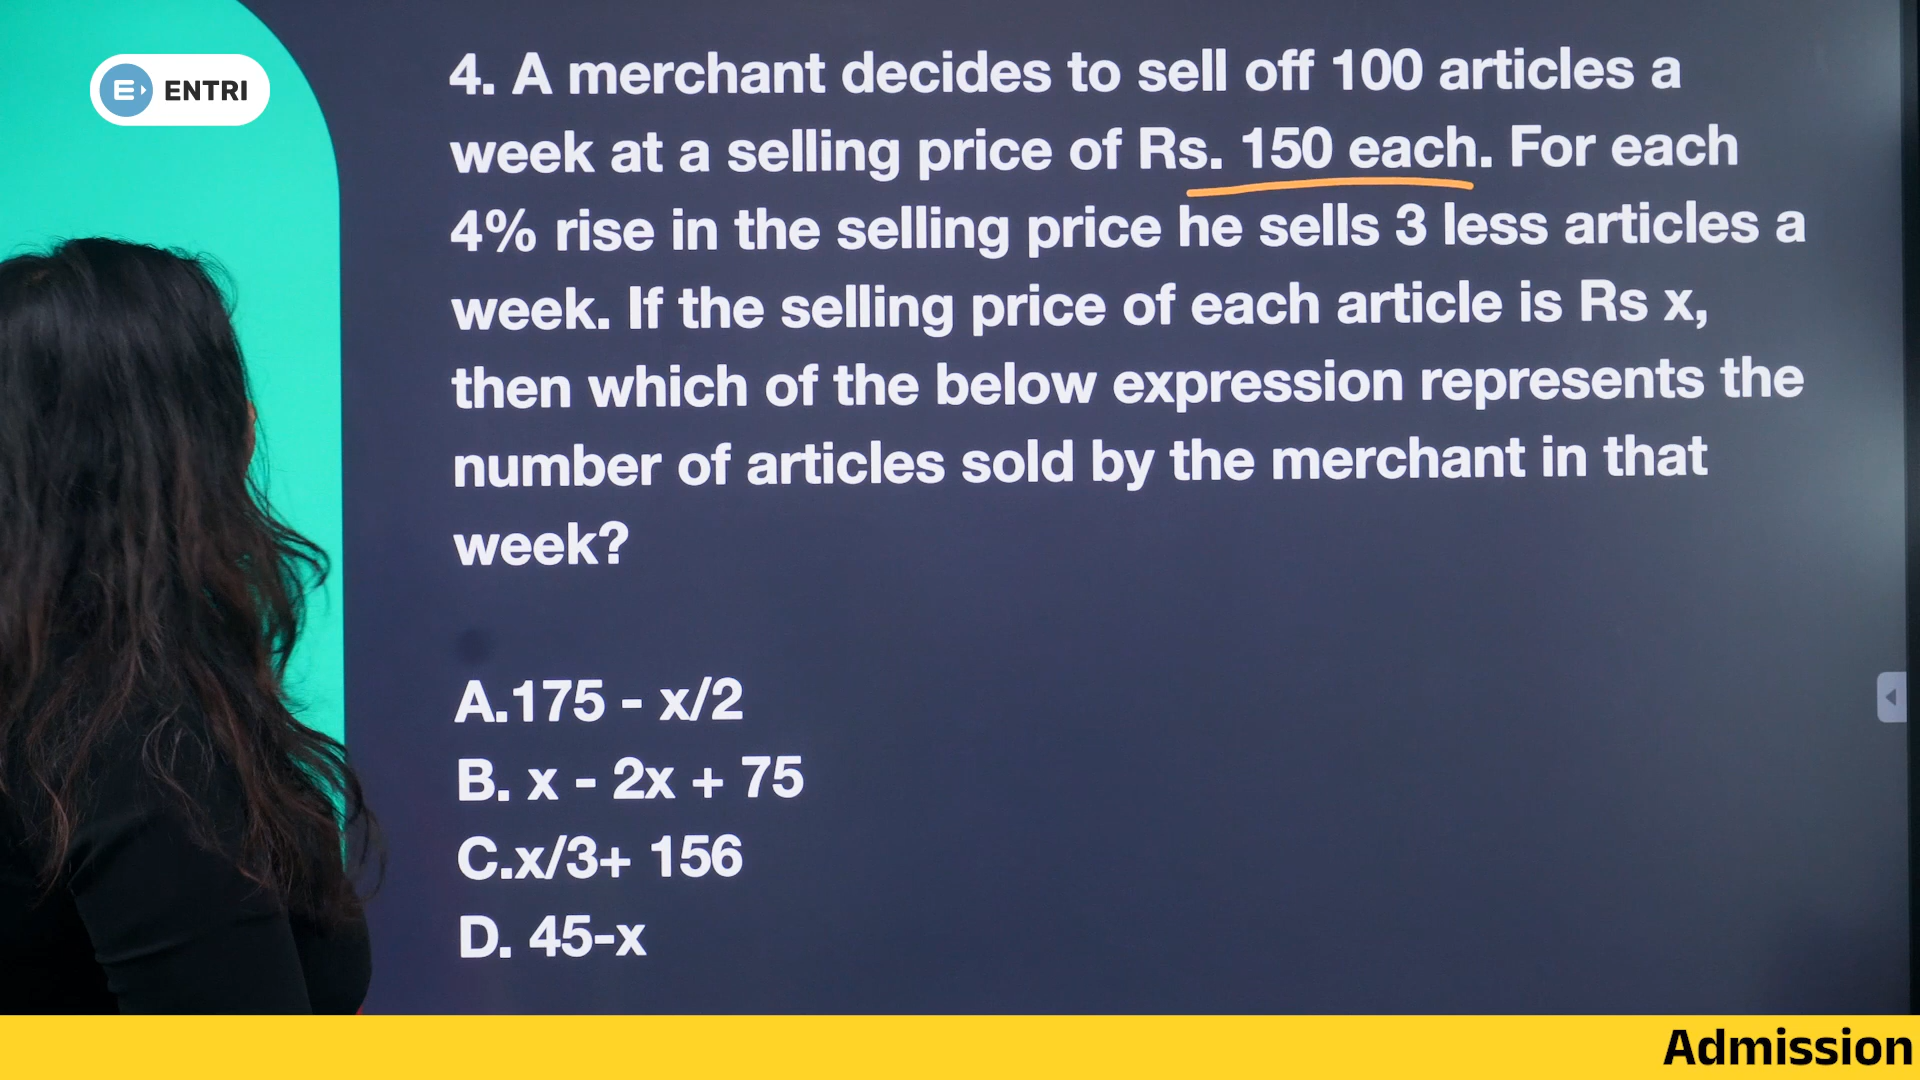 ENTRI
4. A merchant decides to sell off 100 articles a
week at a selling price of Rs. 150 each. For each
4% rise in the selling price he sells 3 less articles a
week. If the selling price of each article is Rs x,
then which of the below expression represents the
number of articles sold by the merchant in that
week?
A.175 - x/2
B. x - 2x + 75
C.x/3+ 156
D. 45-x
Admission